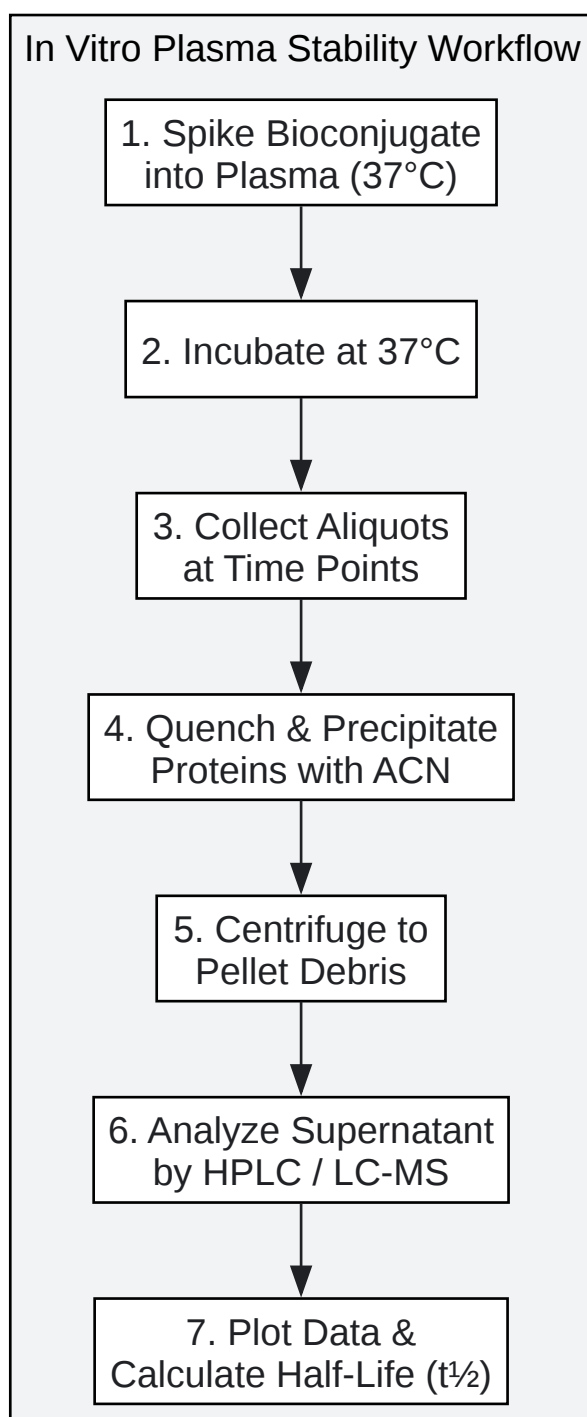 In Vitro Plasma Stability Workflow
1. Spike Bioconjugate
into Plasma (37°C)
2. Incubate at 37°C
3. Collect Aliquots
at Time Points
4. Quench & Precipitate
Proteins with ACN
5. Centrifuge to
Pellet Debris
6. Analyze Supernatant
by HPLC / LC-MS
7. Plot Data &
Calculate Half-Life (t½)